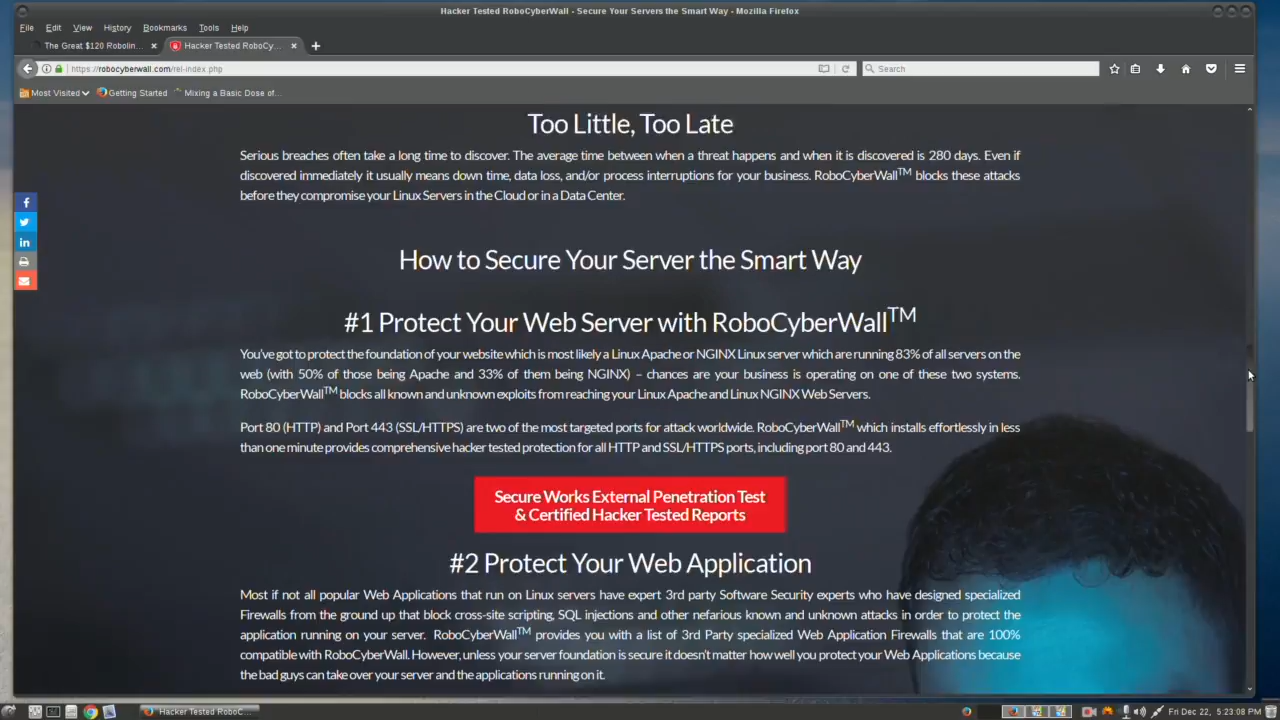 Hacker Tested RoboCyberWall - Secure Your Servers the Smart Way - Mozilla Firefox
File Edit View History Bookmarks Tools Help
The Great $120 Robolin... Hacker Tested RoboCy...
https://robocyberwall.com/rel-index.php Search
Most Visited Getting Started Mixing a Basic Dose of...
Too Little, Too Late
Serious breaches often take a long time to discover. The average time between when a threat happens and when it is discovered is 280 days. Even if
discovered immediately it usually means down time, data loss, and/or process interruptions for your business. RoboCyberWall™ blocks these attacks
before they compromise your Linux Servers in the Cloud or in a Data Center.
How to Secure Your Server the Smart Way
#1 Protect Your Web Server with RoboCyberWall™
You've got to protect the foundation of your website which is most likely a Linux Apache or NGINX Linux server which are running 83% of all servers on the
web (with 50% of those being Apache and 33% of them being NGINX) – chances are your business is operating on one of these two systems.
RoboCyberWall™ blocks all known and unknown exploits from reaching your Linux Apache and Linux NGINX Web Servers.
Port 80 (HTTP) and Port 443 (SSL/HTTPS) are two of the most targeted ports for attack worldwide. RoboCyberWall™ which installs effortlessly in less
than one minute provides comprehensive hacker tested protection for all HTTP and SSL/HTTPS ports, including port 80 and 443.
Secure Works External Penetration Test
& Certified Hacker Tested Reports
#2 Protect Your Web Application
Most if not all popular Web Applications that run on Linux servers have expert 3rd party Software Security experts who have designed specialized
Firewalls from the ground up that block cross-site scripting, SQL injections and other nefarious known and unknown attacks in order to protect the
application running on your server. RoboCyberWall™ provides you with a list of 3rd Party specialized Web Application Firewalls that are 100%
compatible with RoboCyberWall. However, unless your server foundation is secure it doesn't matter how well you protect your Web Applications because
the bad guys can take over your server and the applications running on it.
Hacker Tested RoboC... Fri Dec 22, 5:23:08 PM